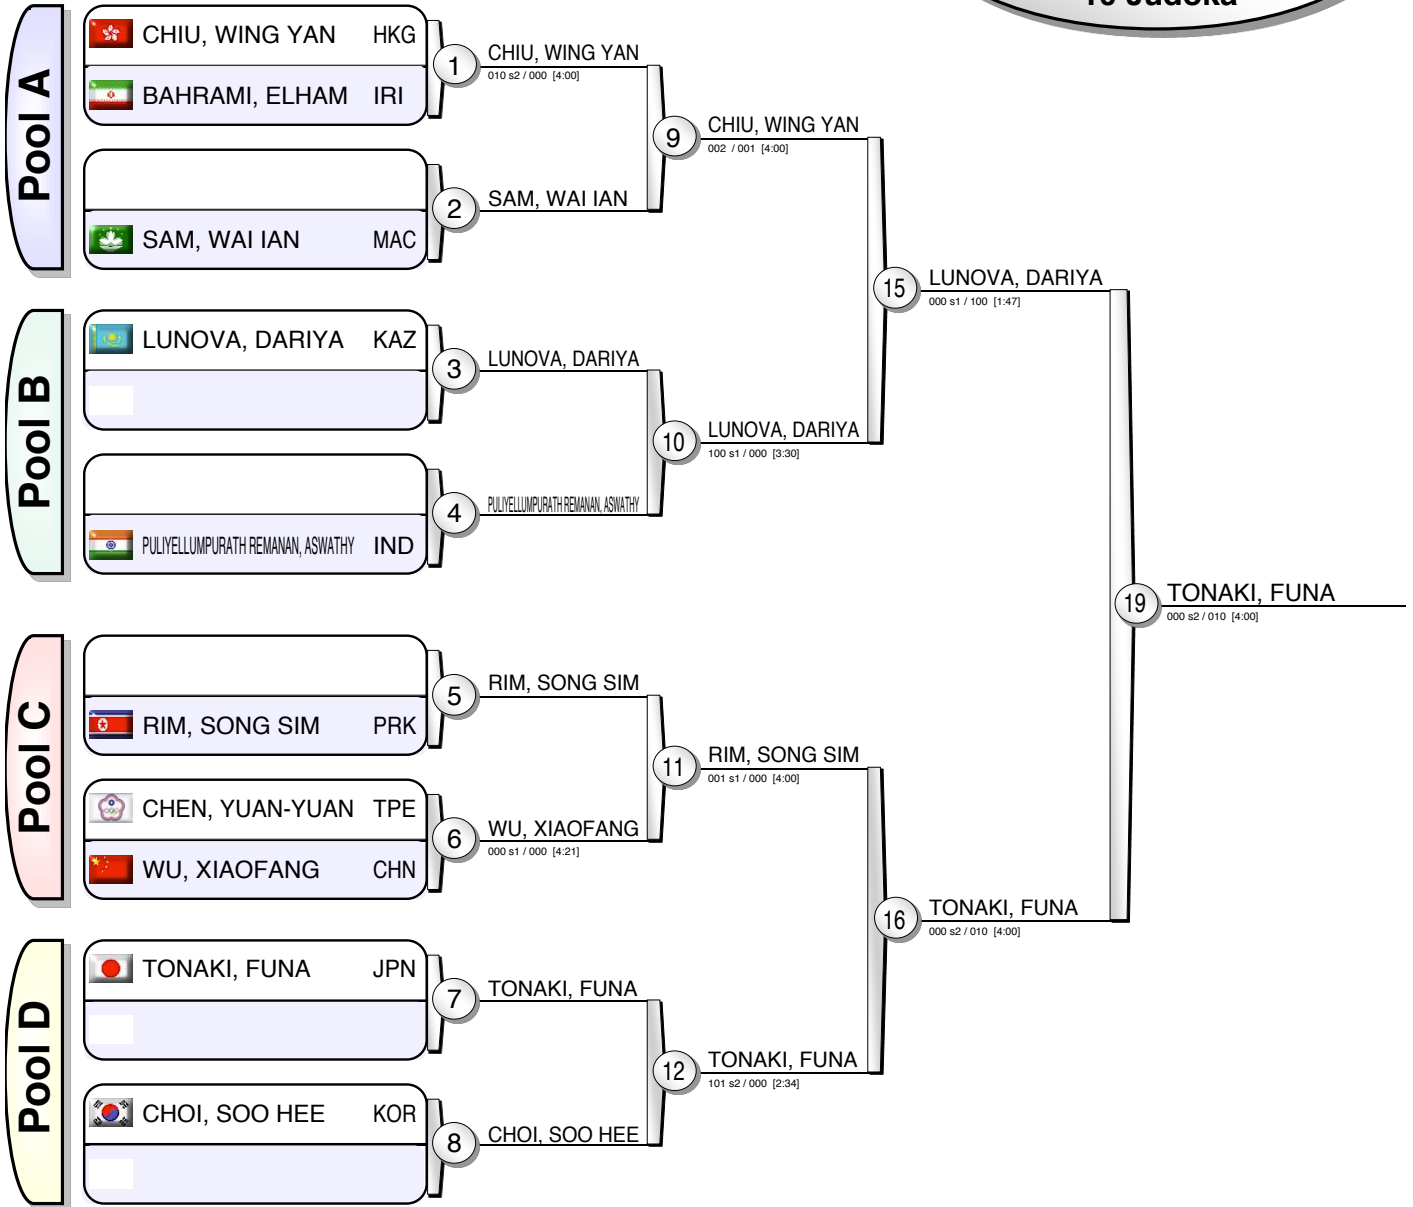 10 Judoka
Pool A
CHIU, WING YAN HKG
BAHRAMI, ELHAM IRI
SAM, WAI IAN MAC
1
CHIU, WING YAN
010 s2 / 000 [4:00]
2
SAM, WAI IAN
9
CHIU, WING YAN
002 / 001 [4:00]
Pool B
LUNOVA, DARIYA KAZ
PULIYELLUMPURATH REMANAN, ASWATHY IND
3
LUNOVA, DARIYA
4
PULIYELLUMPURATH REMANAN, ASWATHY
10
LUNOVA, DARIYA
100 s1 / 000 [3:30]
15
LUNOVA, DARIYA
000 s1 / 100 [1:47]
Pool C
RIM, SONG SIM PRK
CHEN, YUAN-YUAN TPE
WU, XIAOFANG CHN
5
RIM, SONG SIM
6
WU, XIAOFANG
000 s1 / 000 [4:21]
11
RIM, SONG SIM
001 s1 / 000 [4:00]
Pool D
TONAKI, FUNA JPN
CHOI, SOO HEE KOR
7
TONAKI, FUNA
8
CHOI, SOO HEE
12
TONAKI, FUNA
101 s2 / 000 [2:34]
16
TONAKI, FUNA
000 s2 / 010 [4:00]
19
TONAKI, FUNA
000 s2 / 010 [4:00]